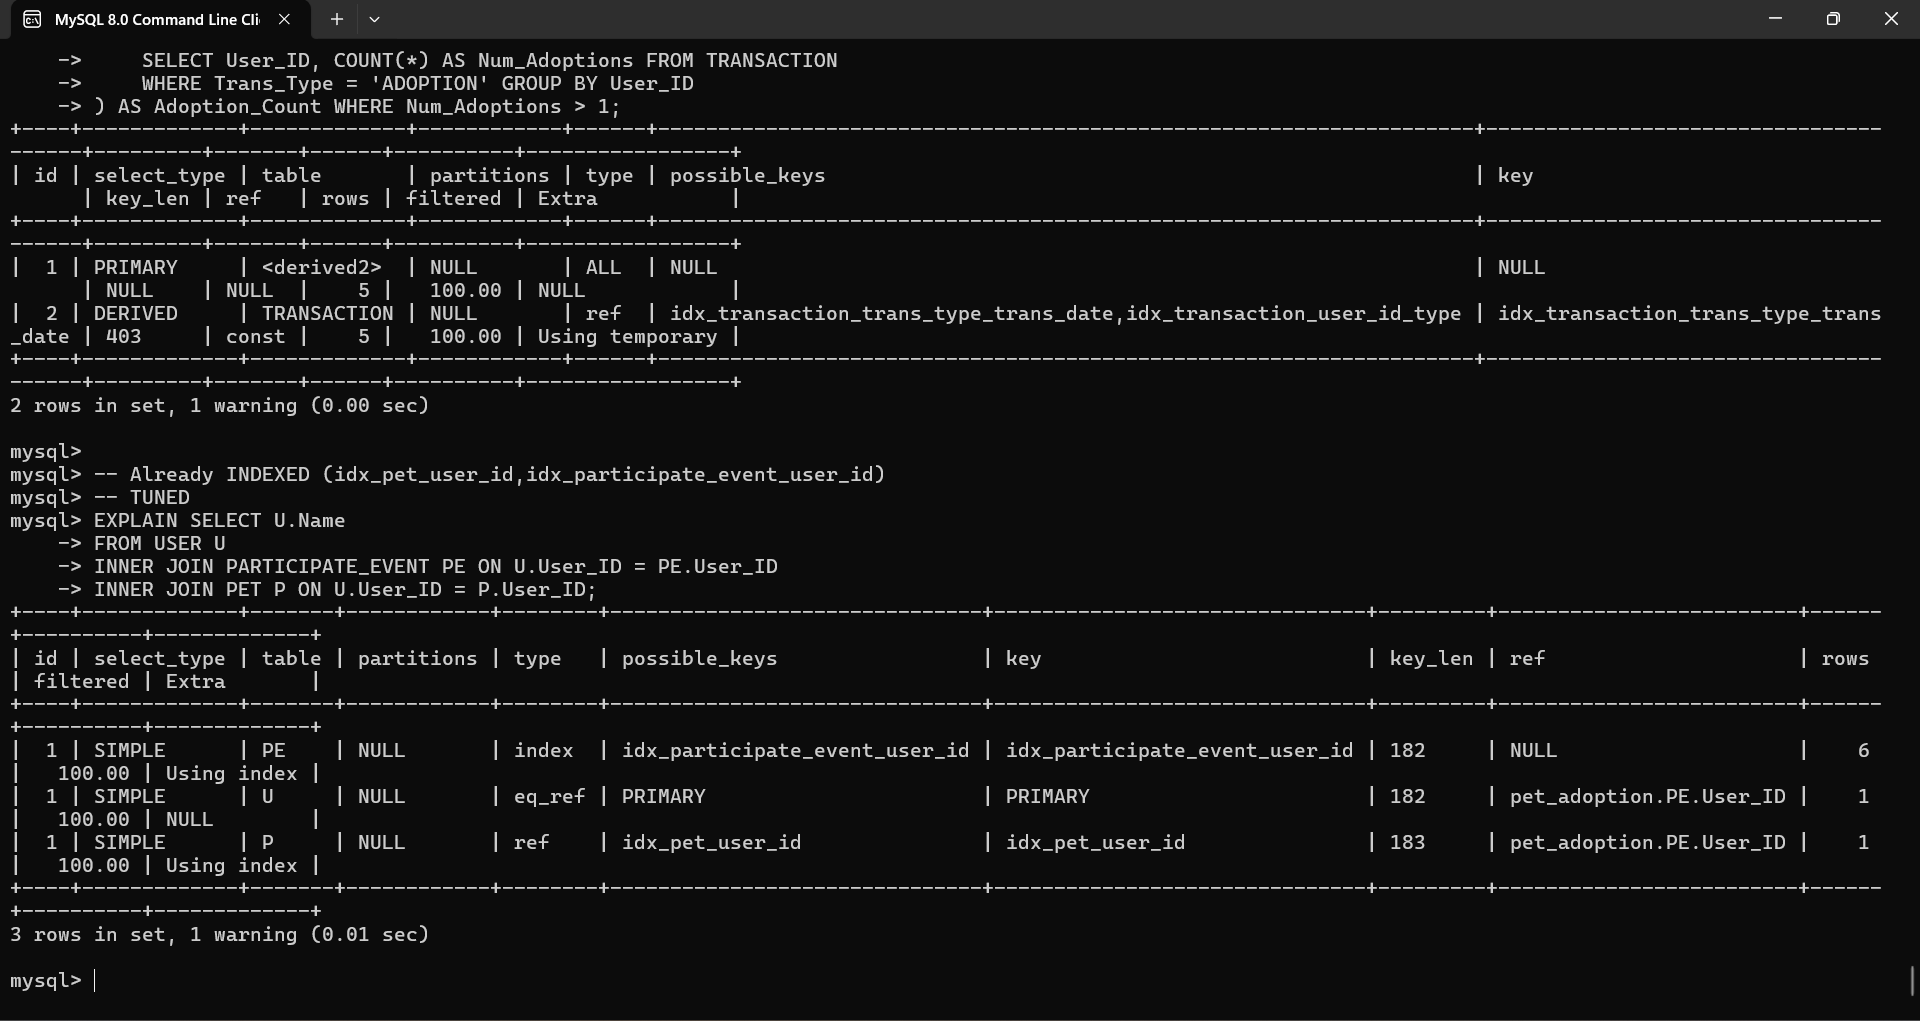 MySQL 8.0 Command Line Cli
    ->     SELECT User_ID, COUNT(*) AS Num_Adoptions FROM TRANSACTION
    ->     WHERE Trans_Type = 'ADOPTION' GROUP BY User_ID
    -> ) AS Adoption_Count WHERE Num_Adoptions > 1;
+----+-------------+-------------+------------+------+--------------------------------------------------------------------+---------------------------------
------+---------+-------+------+----------+-----------------+
| id | select_type | table       | partitions | type | possible_keys                                                      | key
      | key_len | ref   | rows | filtered | Extra           |
+----+-------------+-------------+------------+------+--------------------------------------------------------------------+---------------------------------
------+---------+-------+------+----------+-----------------+
|  1 | PRIMARY     | <derived2>  | NULL       | ALL  | NULL                                                               | NULL
      | NULL    | NULL  |    5 |   100.00 | NULL            |
|  2 | DERIVED     | TRANSACTION | NULL       | ref  | idx_transaction_trans_type_trans_date,idx_transaction_user_id_type | idx_transaction_trans_type_trans
_date | 403     | const |    5 |   100.00 | Using temporary |
+----+-------------+-------------+------------+------+--------------------------------------------------------------------+---------------------------------
------+---------+-------+------+----------+-----------------+
2 rows in set, 1 warning (0.00 sec)

mysql>
mysql> -- Already INDEXED (idx_pet_user_id,idx_participate_event_user_id)
mysql> -- TUNED
mysql> EXPLAIN SELECT U.Name
    -> FROM USER U
    -> INNER JOIN PARTICIPATE_EVENT PE ON U.User_ID = PE.User_ID
    -> INNER JOIN PET P ON U.User_ID = P.User_ID;
+----+-------------+-------+------------+--------+-------------------------------+-------------------------------+---------+-------------------------+------
+----------+-------------+
| id | select_type | table | partitions | type   | possible_keys                 | key                           | key_len | ref                     | rows
| filtered | Extra       |
+----+-------------+-------+------------+--------+-------------------------------+-------------------------------+---------+-------------------------+------
+----------+-------------+
|  1 | SIMPLE      | PE    | NULL       | index  | idx_participate_event_user_id | idx_participate_event_user_id | 182     | NULL                    |    6
|   100.00 | Using index |
|  1 | SIMPLE      | U     | NULL       | eq_ref | PRIMARY                       | PRIMARY                       | 182     | pet_adoption.PE.User_ID |    1
|   100.00 | NULL        |
|  1 | SIMPLE      | P     | NULL       | ref    | idx_pet_user_id               | idx_pet_user_id               | 183     | pet_adoption.PE.User_ID |    1
|   100.00 | Using index |
+----+-------------+-------+------------+--------+-------------------------------+-------------------------------+---------+-------------------------+------
+----------+-------------+
3 rows in set, 1 warning (0.01 sec)

mysql>